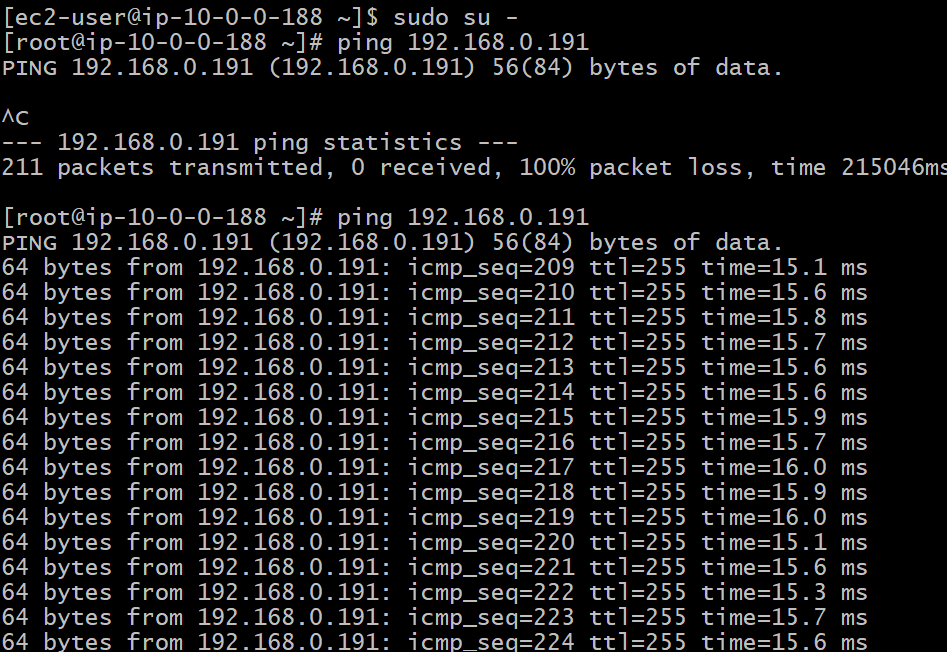 [ec2-user@ip-10-0-0-188 ~]$ sudo su -
[root@ip-10-0-0-188 ~]# ping 192.168.0.191
PING 192.168.0.191 (192.168.0.191) 56(84) bytes of data.
^C
--- 192.168.0.191 ping statistics ---
211 packets transmitted, 0 received, 100% packet loss, time 215046ms
[root@ip-10-0-0-188 ~]# ping 192.168.0.191
PING 192.168.0.191 (192.168.0.191) 56(84) bytes of data.
64 bytes from 192.168.0.191: icmp_seq=209 ttl=255 time=15.1 ms
64 bytes from 192.168.0.191: icmp_seq=210 ttl=255 time=15.6 ms
64 bytes from 192.168.0.191: icmp_seq=211 ttl=255 time=15.8 ms
64 bytes from 192.168.0.191: icmp_seq=212 ttl=255 time=15.7 ms
64 bytes from 192.168.0.191: icmp_seq=213 ttl=255 time=15.6 ms
64 bytes from 192.168.0.191: icmp_seq=214 ttl=255 time=15.6 ms
64 bytes from 192.168.0.191: icmp_seq=215 ttl=255 time=15.9 ms
64 bytes from 192.168.0.191: icmp_seq=216 ttl=255 time=15.7 ms
64 bytes from 192.168.0.191: icmp_seq=217 ttl=255 time=16.0 ms
64 bytes from 192.168.0.191: icmp_seq=218 ttl=255 time=15.9 ms
64 bytes from 192.168.0.191: icmp_seq=219 ttl=255 time=16.0 ms
64 bytes from 192.168.0.191: icmp_seq=220 ttl=255 time=15.1 ms
64 bytes from 192.168.0.191: icmp_seq=221 ttl=255 time=15.6 ms
64 bytes from 192.168.0.191: icmp_seq=222 ttl=255 time=15.3 ms
64 bytes from 192.168.0.191: icmp_seq=223 ttl=255 time=15.7 ms
64 bytes from 192.168.0.191: icmp_seq=224 ttl=255 time=15.6 ms